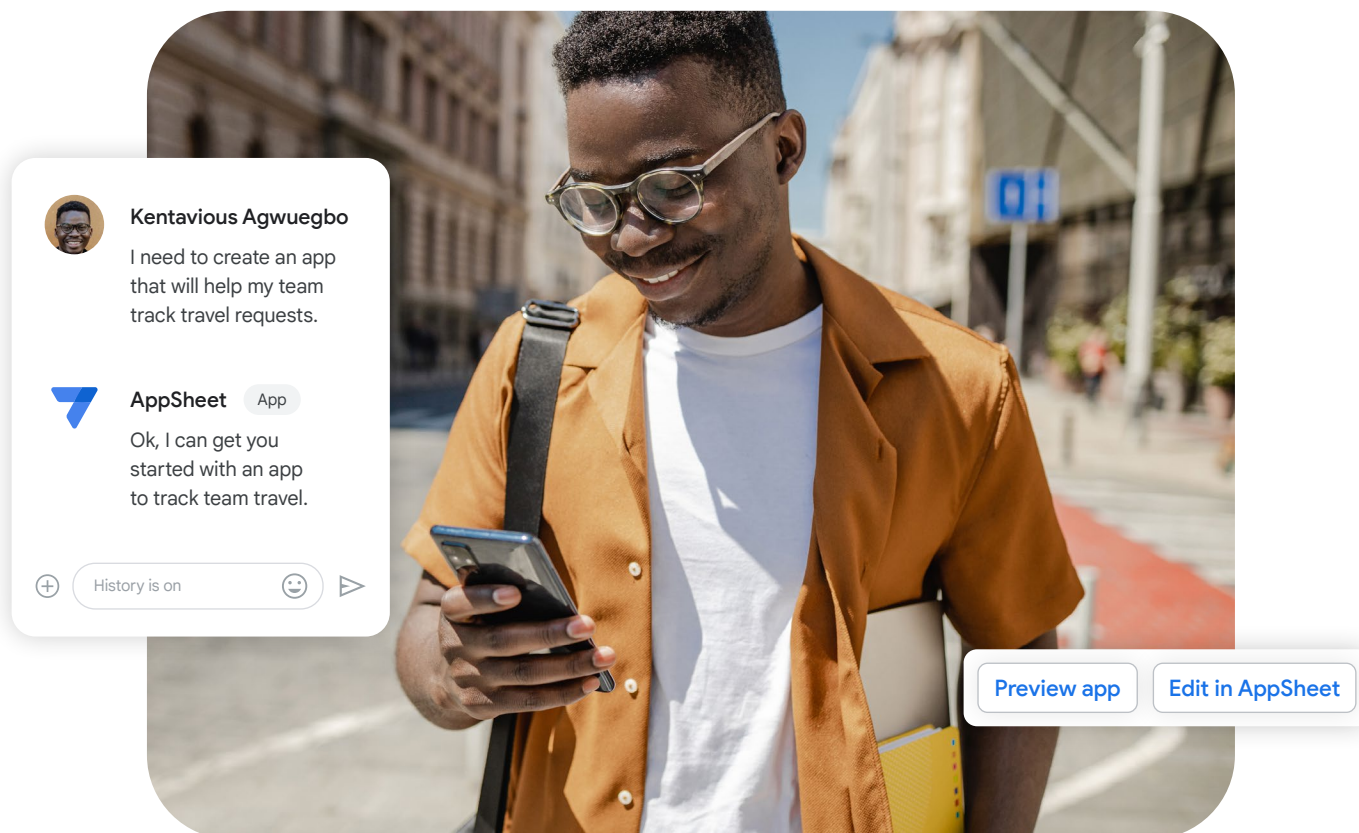 Kentavious Agwuegbo
I need to create an app
that will help my team
track travel requests.
AppSheet App
Ok, I can get you
started with an app
to track team travel.
History is on
Preview app
Edit in AppSheet